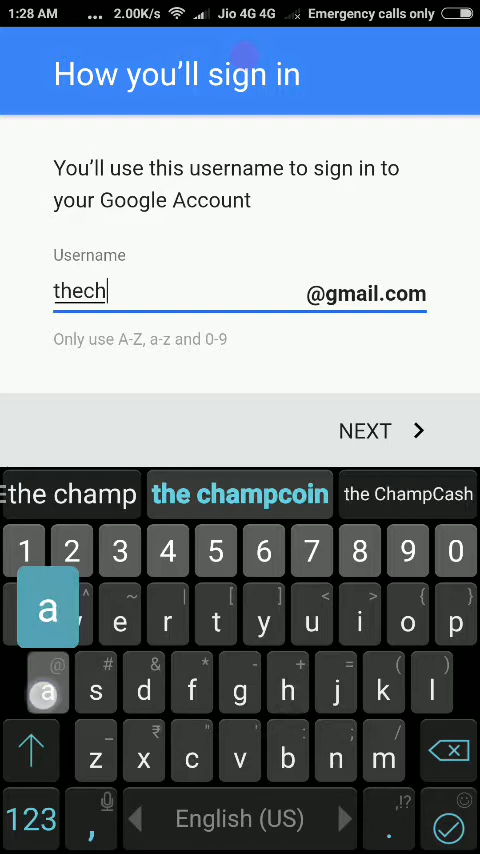 1:28 AM ... 2.00K/s Jio 4G 4G Emergency calls only
How you'll sign in
You'll use this username to sign in to
your Google Account
Username
thech @gmail.com
Only use A-Z, a-z and 0-9
NEXT >
the champ the champcoin the ChampCash
1 2 3 4 5 6 7 8 9 0
^ ~ | [ ] < > { }
a e r t y u i o p
@ # & * - + = ( )
a s d f g h j k l
_ ₹ " ' : ; /
z x c v b n m
123 , English (US) ,!? .